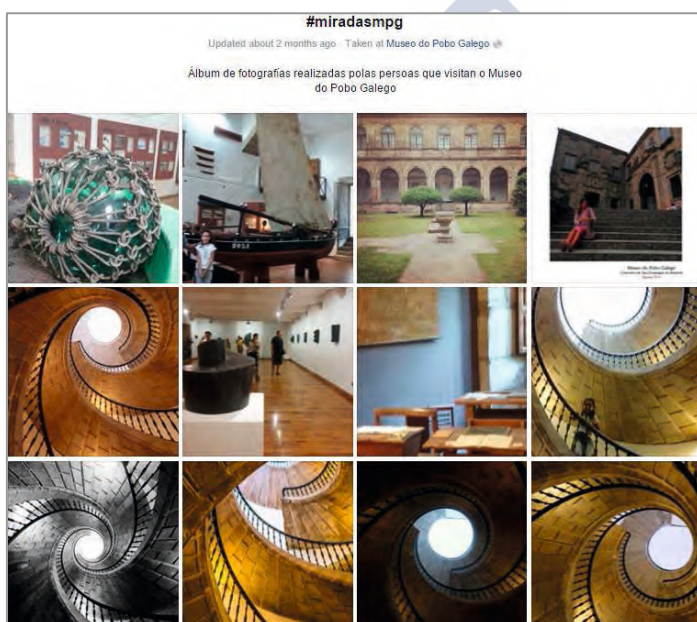 #miradasmpg
Updated about 2 months ago · Taken at Museo do Pobo Galego
Álbum de fotografías realizadas polas persoas que visitan o Museo
do Pobo Galego
Museo do Pobo Galego